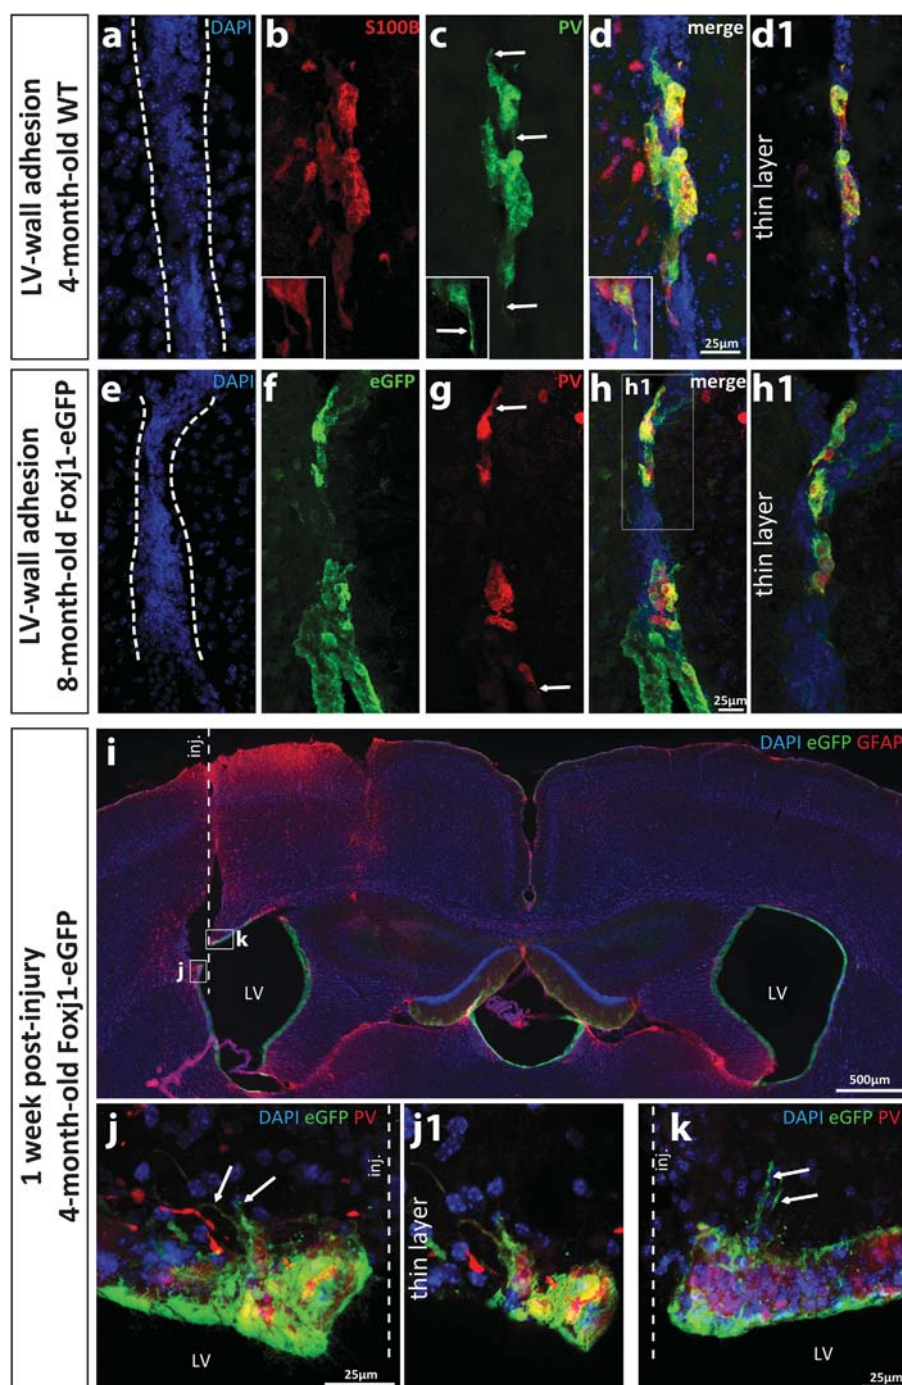 LV-wall adhesion
4-month-old WT
a
DAPI
b
S100B
c
PV
d
merge
25µm
d1
thin layer
LV-wall adhesion
8-month-old Foxj1-eGFP
e
DAPI
f
eGFP
g
PV
h
h1
merge
25µm
h1
thin layer
1 week post-injury
4-month-old Foxj1-eGFP
i
inj.
DAPI eGFP GFAP
k
j
LV
LV
500µm
j
DAPI eGFP PV
inj.
LV
25µm
j1
thin layer
k
DAPI eGFP PV
inj.
LV
25µm